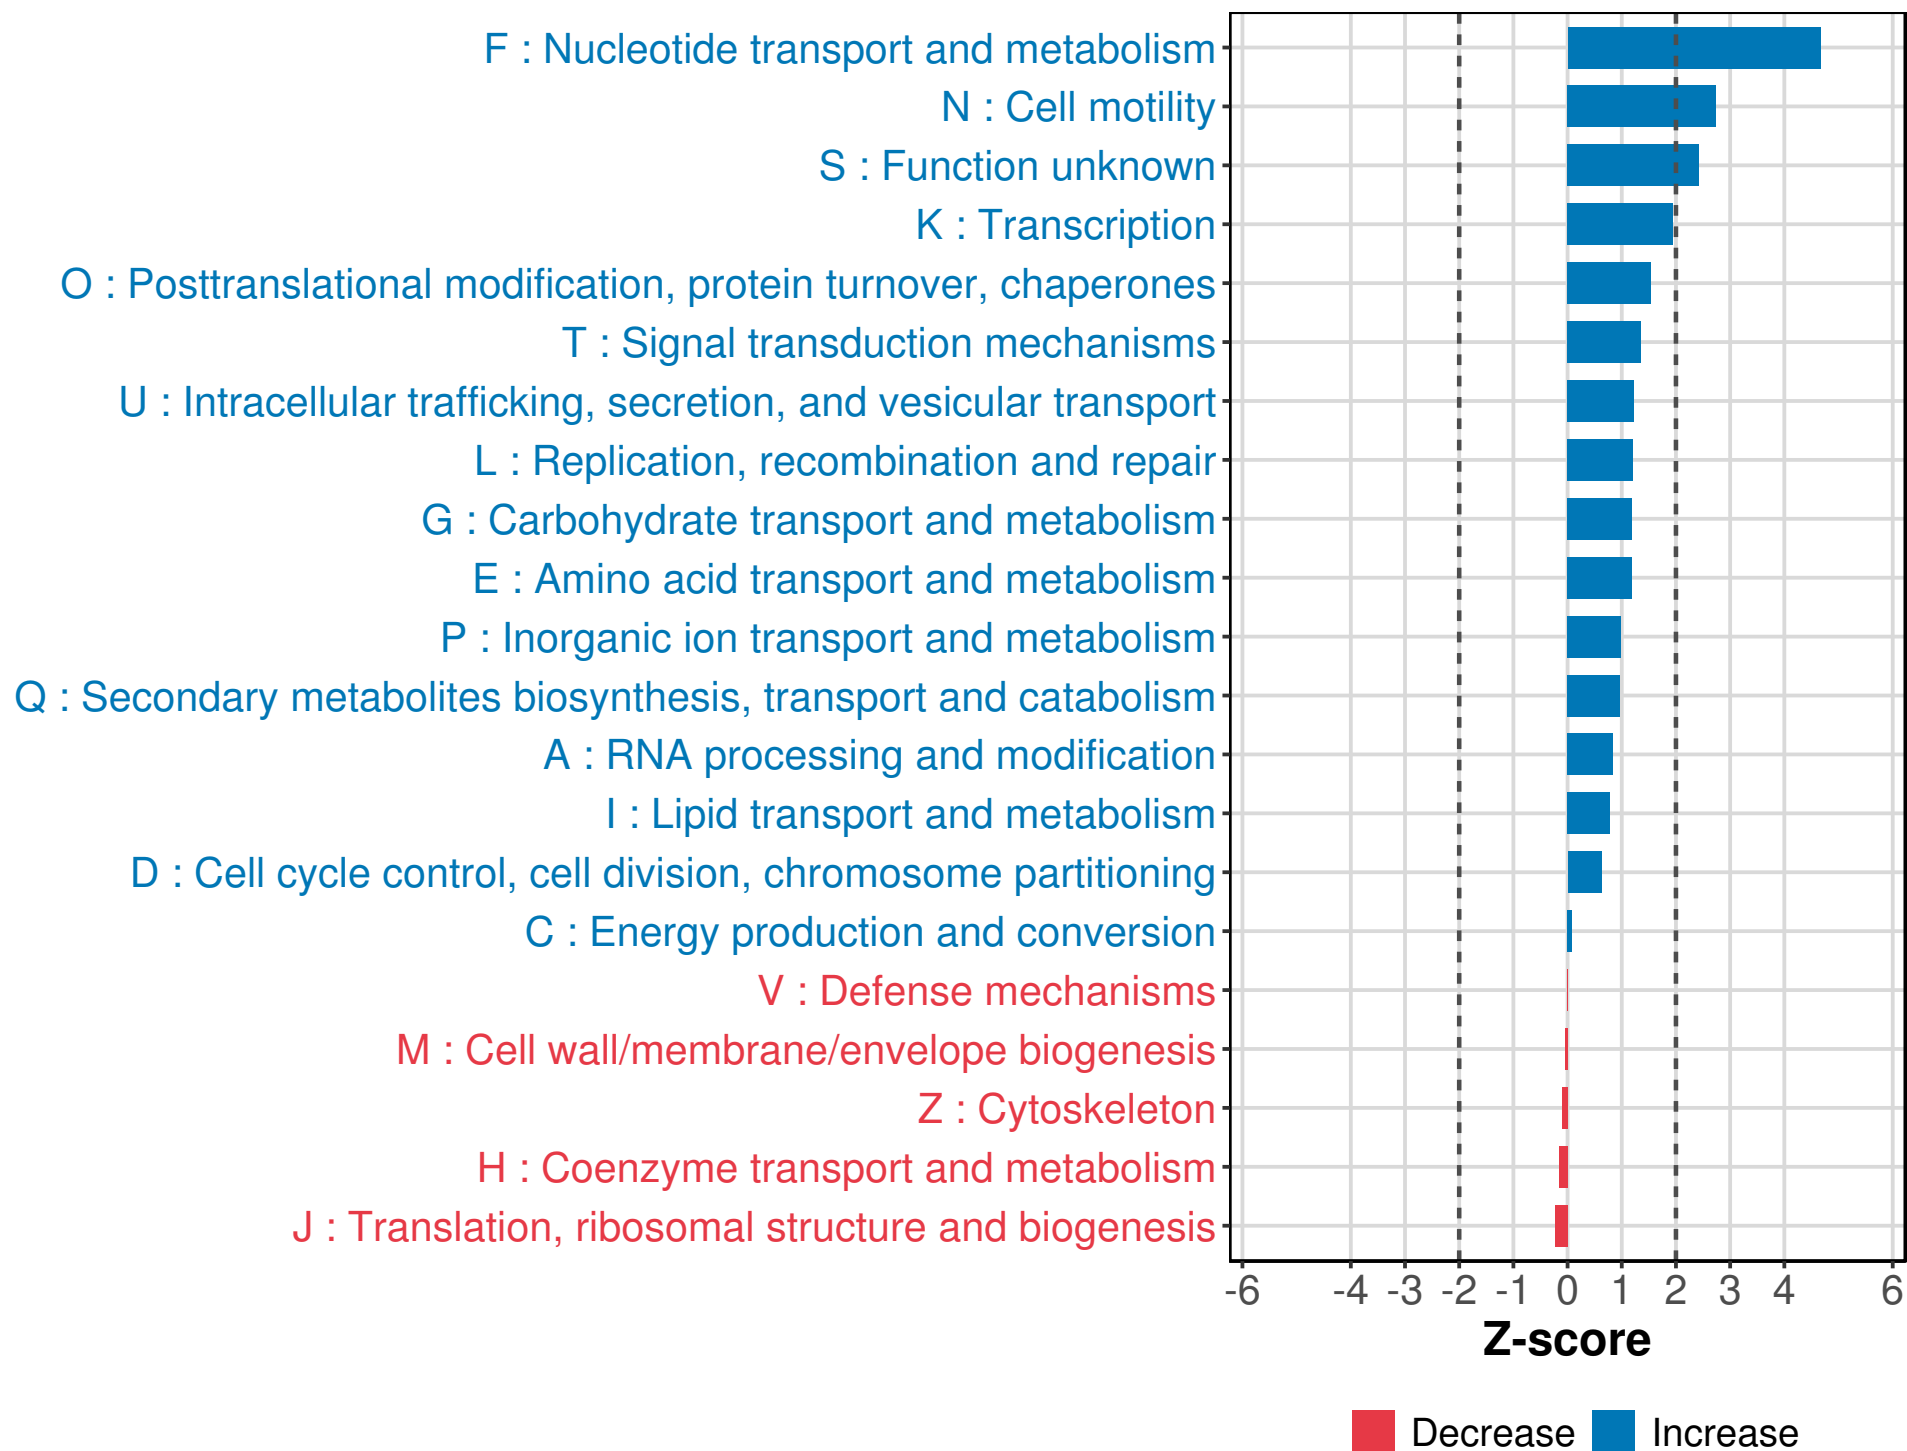 F : Nucleotide transport and metabolism
N : Cell motility
S : Function unknown
K : Transcription
O : Posttranslational modification, protein turnover, chaperones
T : Signal transduction mechanisms
U : Intracellular trafficking, secretion, and vesicular transport
L : Replication, recombination and repair
G : Carbohydrate transport and metabolism
E : Amino acid transport and metabolism
P : Inorganic ion transport and metabolism
Q : Secondary metabolites biosynthesis, transport and catabolism
A : RNA processing and modification
I : Lipid transport and metabolism
D : Cell cycle control, cell division, chromosome partitioning
C : Energy production and conversion
V : Defense mechanisms
M : Cell wall/membrane/envelope biogenesis
Z : Cytoskeleton
H : Coenzyme transport and metabolism
J : Translation, ribosomal structure and biogenesis
-6 -4 -3 -2 -1 0 1 2 3 4 6
Z-score
Decrease Increase